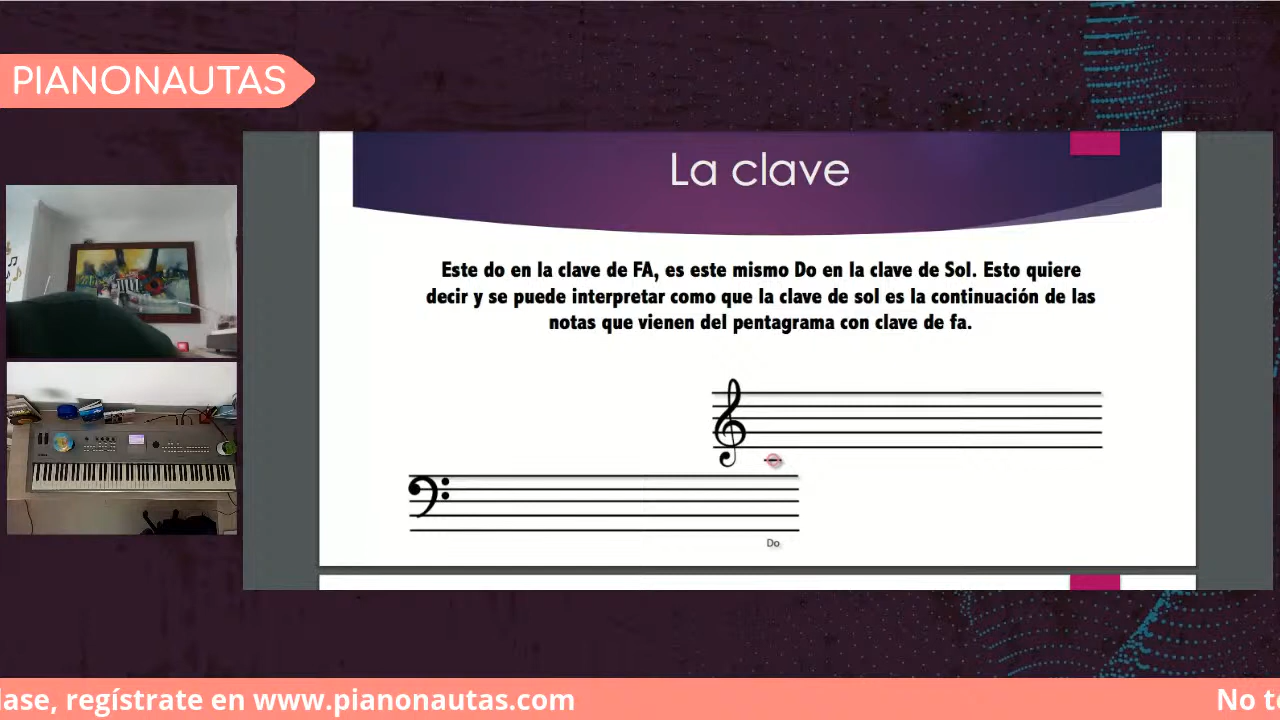 PIANONAUTAS
La clave
Este do en la clave de FA, es este mismo Do en la clave de Sol. Esto quiere
decir y se puede interpretar como que la clave de sol es la continuación de las
notas que vienen del pentagrama con clave de fa.
Do
lase, regístrate en www.pianonautas.com
No te